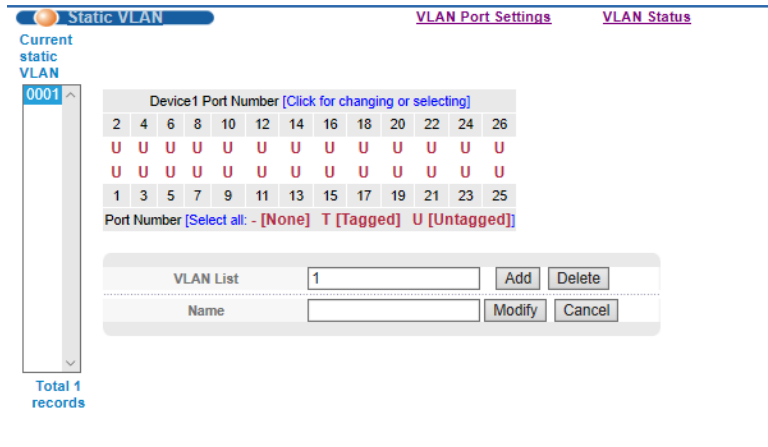 Static VLAN VLAN Port Settings VLAN Status
Current
static
VLAN
0001
Device1 Port Number [Click for changing or selecting]
2 4 6 8 10 12 14 16 18 20 22 24 26
U U U U U U U U U U U U U
U U U U U U U U U U U U U
1 3 5 7 9 11 13 15 17 19 21 23 25
Port Number [Select all: - [None] T [Tagged] U [Untagged]]
VLAN List 1 Add Delete
Name Modify Cancel
Total 1
records